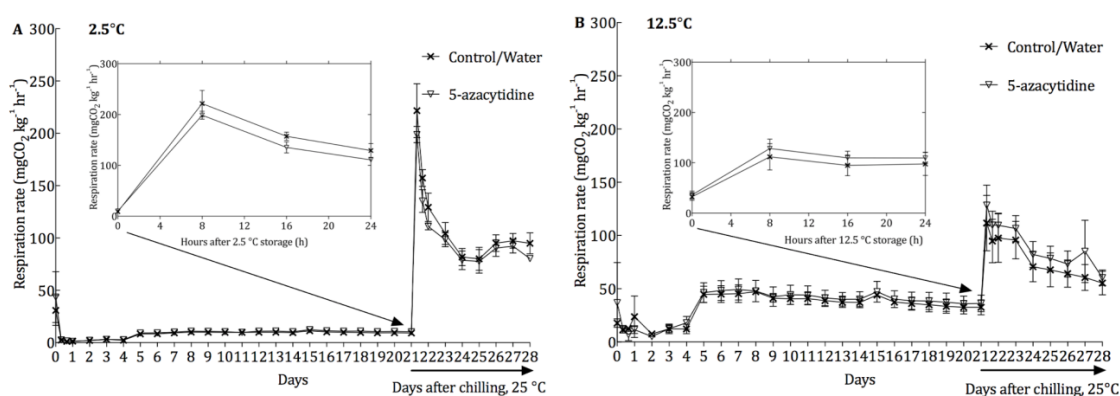 A 2.5°C
300
250
200
150
100
50
0
Respiration rate (mgCO₂ kg⁻¹ hr⁻¹)
Control/Water
5-azacytidine
300
200
100
0
Respiration rate (mgCO₂ kg⁻¹ hr⁻¹)
0 4 8 12 16 20 24
Hours after 2.5 °C storage (h)
0 1 2 3 4 5 6 7 8 9 10 11 12 13 14 15 16 17 18 19 20 21 22 23 24 25 26 27 28
Days
Days after chilling, 25 °C
B 12.5°C
300
250
200
150
100
50
0
Respiration rate (mgCO₂ kg⁻¹ hr⁻¹)
Control/Water
5-azacytidine
300
200
100
0
Respiration rate (mgCO₂ kg⁻¹ hr⁻¹)
0 4 8 12 16 20 24
Hours after 12.5 °C storage (h)
0 1 2 3 4 5 6 7 8 9 10 11 12 13 14 15 16 17 18 19 20 21 22 23 24 25 26 27 28
Days
Days after chilling, 25°C